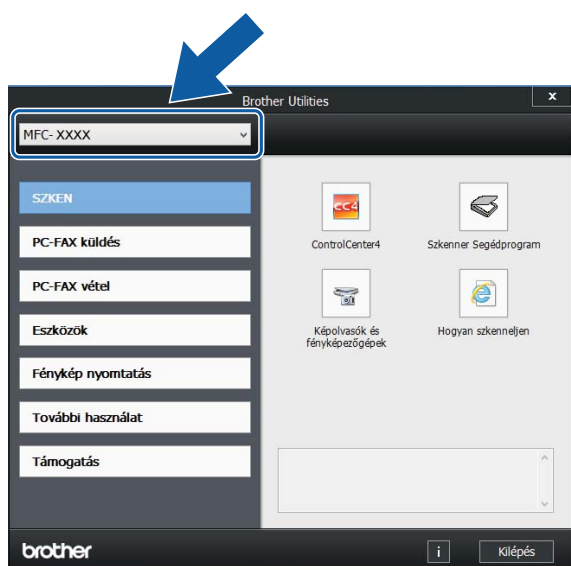 Brother Utilities
x
MFC- XXXX
SZKEN
PC-FAX küldés
PC-FAX vétel
Eszközök
Fénykép nyomtatás
További használat
Támogatás
CC4
ControlCenter4
Szkenner Segédprogram
Képolvasók és
fényképezőgépek
Hogyan szkenneljen
brother
i
Kilépés